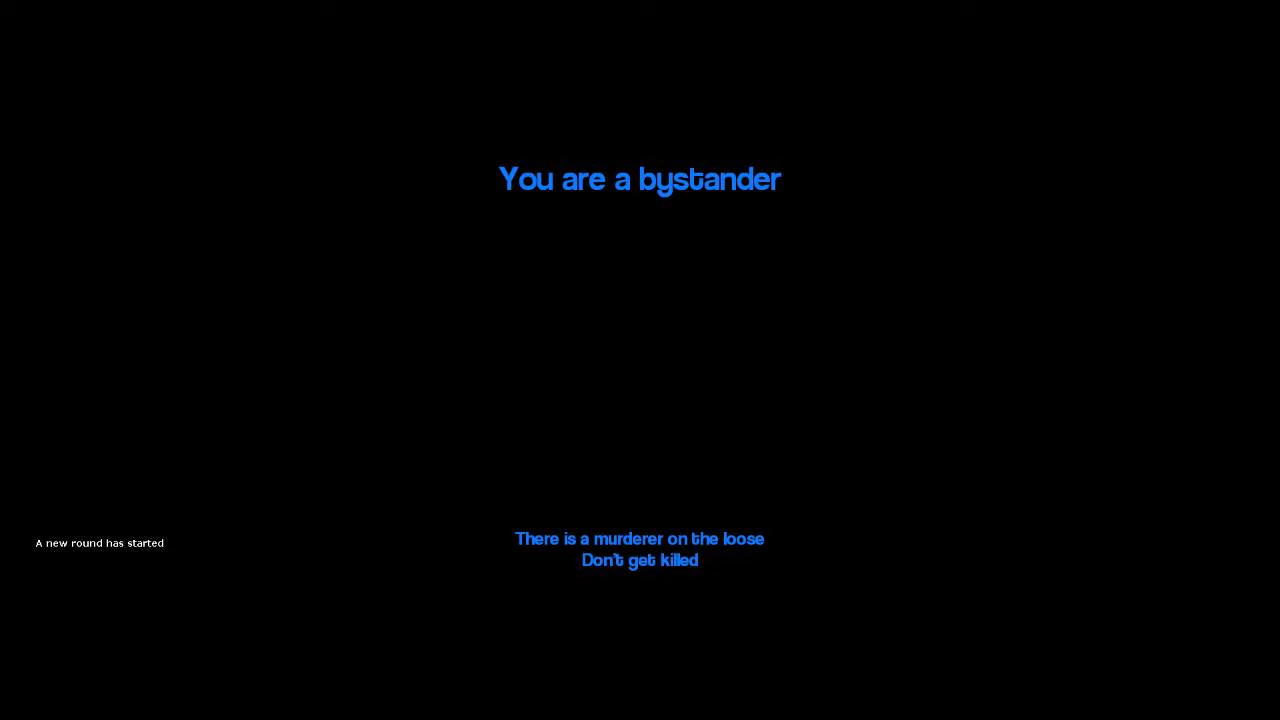 You are a bystander
There is a murderer on the loose
Don't get killed
A new round has started